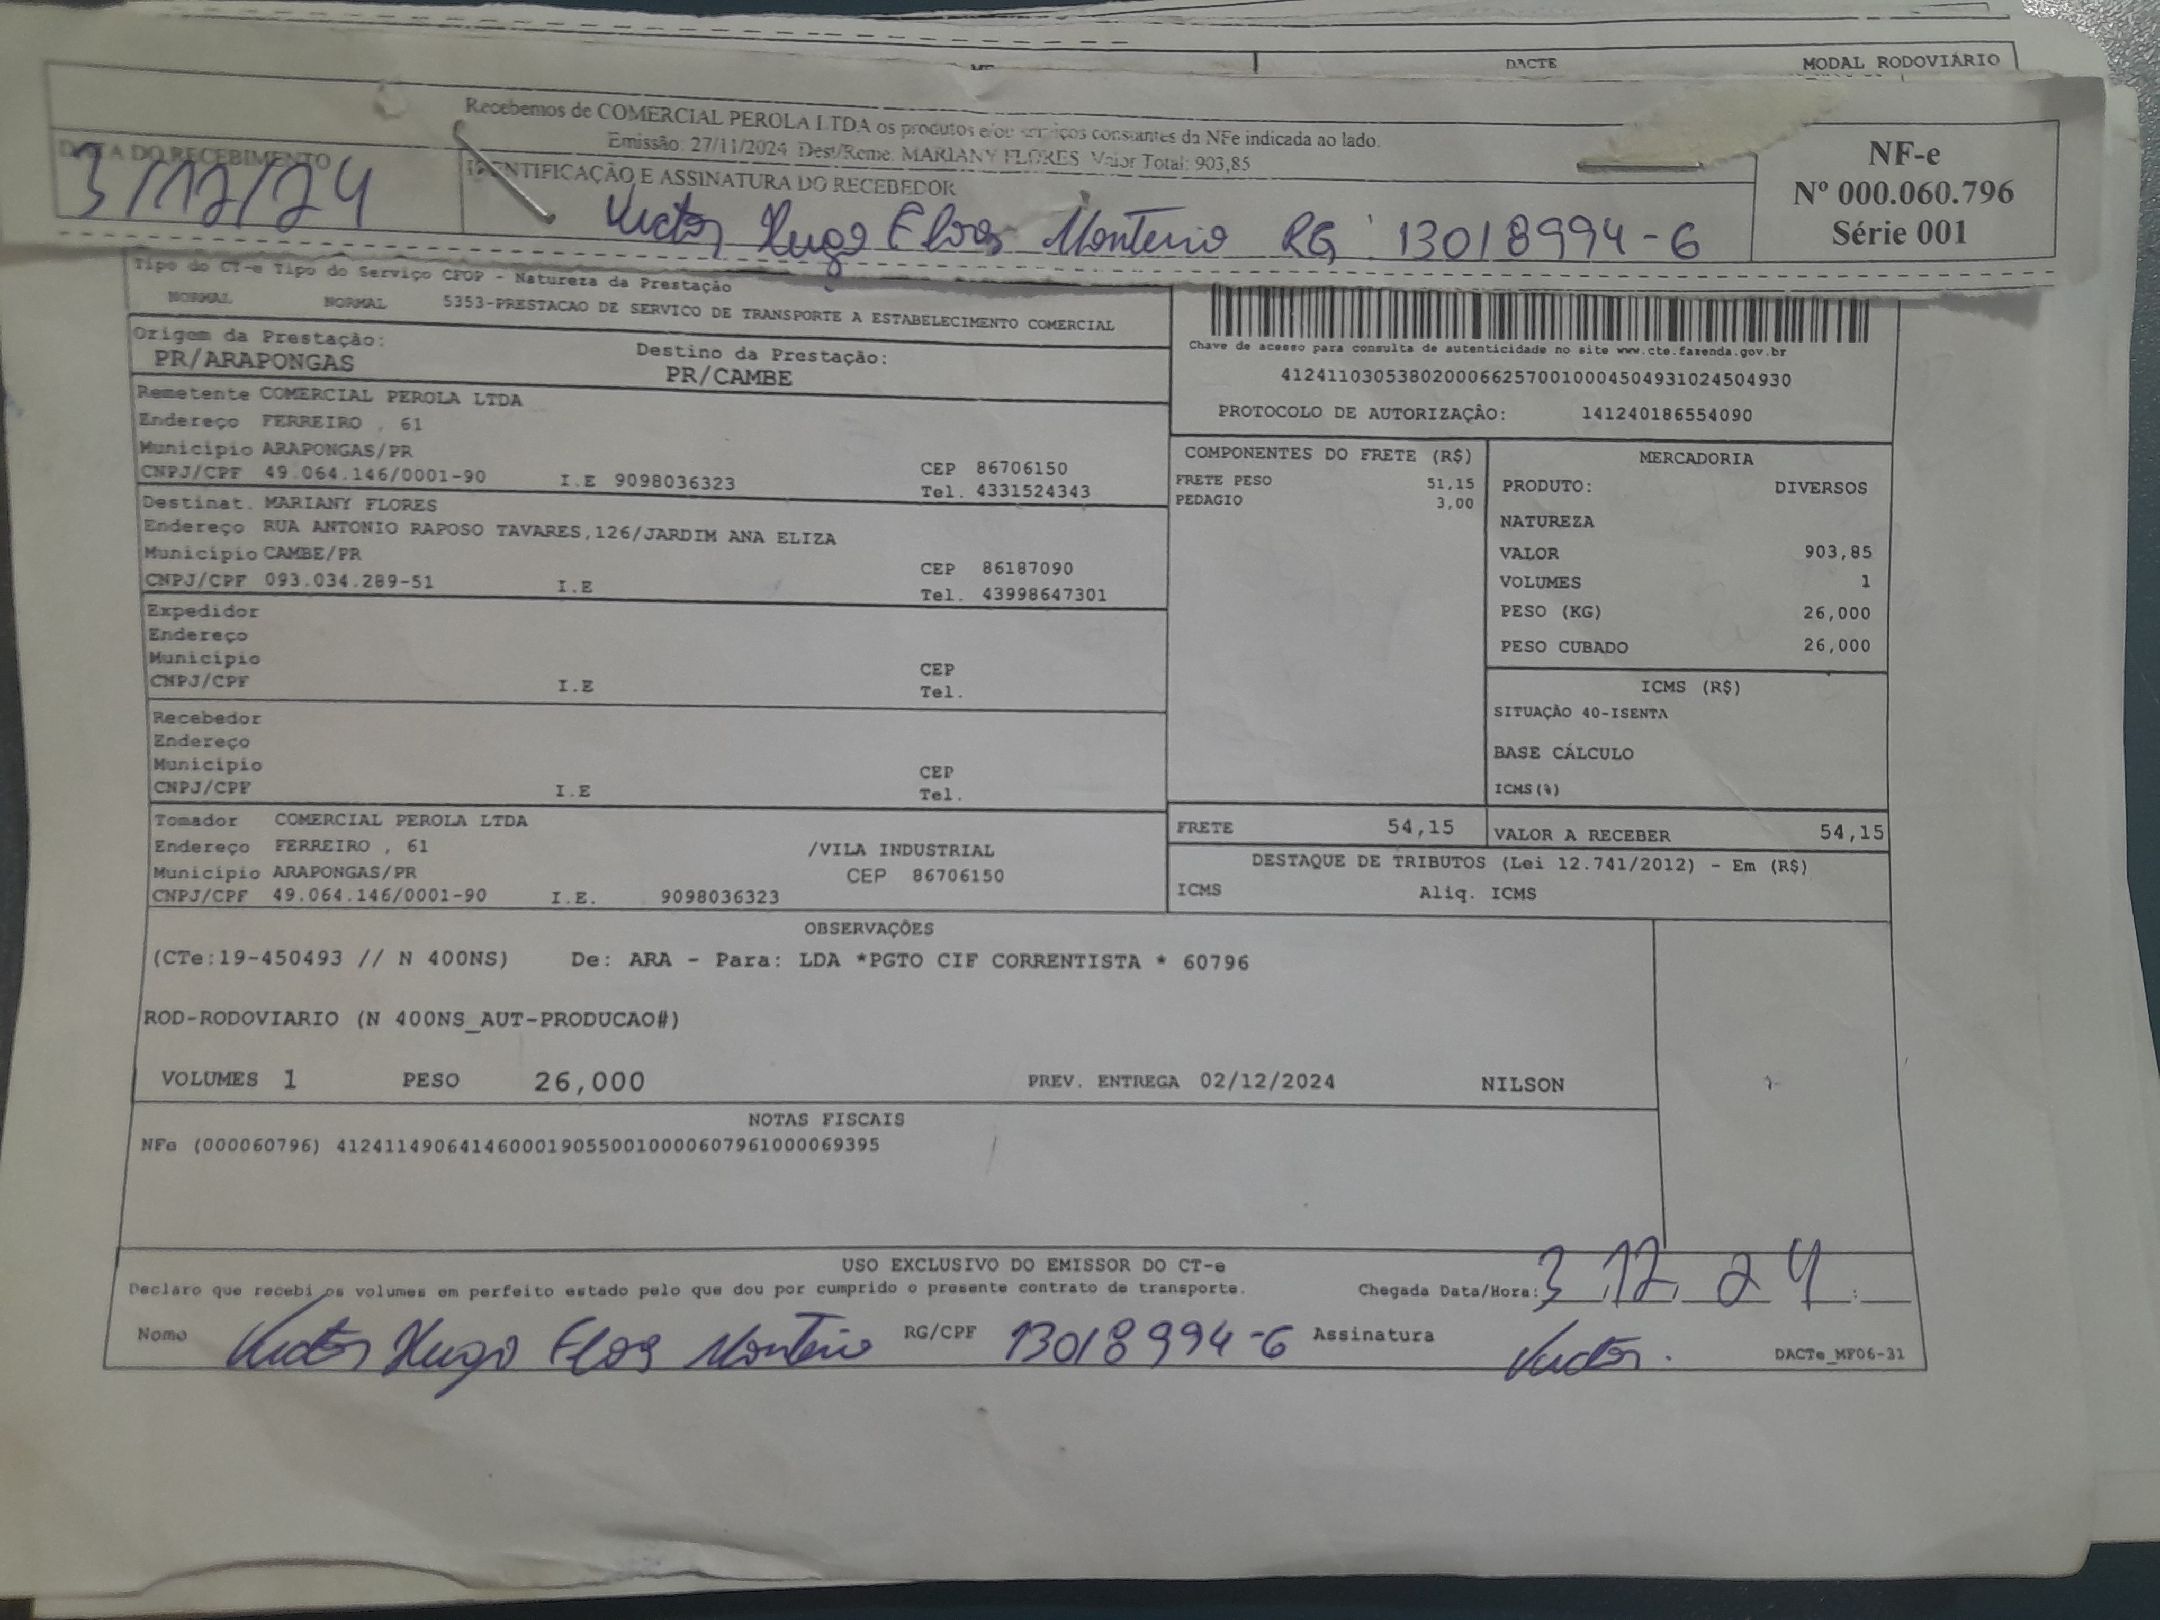 DACTE
MODAL RODOVIÁRIO
Recebemos de COMERCIAL PEROLA LTDA os produtos e/ou serviços constantes da NFe indicada ao lado.
Emissão: 27/11/2024 Dest/Reme: MARIANY FLORES Valor Total: 903,85
DATA DO RECEBIMENTO
3/12/24
IDENTIFICAÇÃO E ASSINATURA DO RECEBEDOR
Victor Hugo Monteiro RG: 13018994-6
NF-e
Nº 000.060.796
Série 001
Tipo do CT-e Tipo do Serviço CFOP - Natureza da Prestação
NORMAL NORMAL 5353-PRESTACAO DE SERVICO DE TRANSPORTE A ESTABELECIMENTO COMERCIAL
Origem da Prestação:
PR/ARAPONGAS
Destino da Prestação:
PR/CAMBE
Chave de acesso para consulta de autenticidade no site www.cte.fazenda.gov.br
41241103053802000662570010004504931024504930
PROTOCOLO DE AUTORIZAÇÃO: 141240186554090
Remetente COMERCIAL PEROLA LTDA
Endereço FERREIRO , 61
Município ARAPONGAS/PR
CNPJ/CPF 49.064.146/0001-90 I.E 9098036323
CEP 86706150
Tel. 4331524343
Destinat. MARIANY FLORES
Endereço RUA ANTONIO RAPOSO TAVARES,126/JARDIM ANA ELIZA
Município CAMBE/PR
CNPJ/CPF 093.034.289-51 I.E
CEP 86187090
Tel. 43998647301
Expedidor
Endereço
Município
CNPJ/CPF I.E
CEP
Tel.
Recebedor
Endereço
Município
CNPJ/CPF I.E
CEP
Tel.
Tomador COMERCIAL PEROLA LTDA
Endereço FERREIRO , 61 /VILA INDUSTRIAL
Município ARAPONGAS/PR CEP 86706150
CNPJ/CPF 49.064.146/0001-90 I.E. 9098036323
COMPONENTES DO FRETE (R$)
FRETE PESO 51,15
PEDAGIO 3,00
MERCADORIA
PRODUTO: DIVERSOS
NATUREZA
VALOR 903,85
VOLUMES 1
PESO (KG) 26,000
PESO CUBADO 26,000
ICMS (R$)
SITUAÇÃO 40-ISENTA
BASE CÁLCULO
ICMS(%)
FRETE 54,15
VALOR A RECEBER 54,15
DESTAQUE DE TRIBUTOS (Lei 12.741/2012) - Em (R$)
ICMS Aliq. ICMS
OBSERVAÇÕES
(CTe:19-450493 // N 400NS) De: ARA - Para: LDA *PGTO CIF CORRENTISTA * 60796
ROD-RODOVIARIO (N 400NS_AUT-PRODUCAO#)
VOLUMES 1 PESO 26,000 PREV. ENTREGA 02/12/2024 NILSON
NOTAS FISCAIS
NFe (000060796) 41241149064146000190550010000607961000069395
USO EXCLUSIVO DO EMISSOR DO CT-e
Declaro que recebi os volumes em perfeito estado pelo que dou por cumprido o presente contrato de transporte.
Chegada Data/Hora: 3 12 24 :
Nome Victor Hugo Monteiro RG/CPF 13018994-6 Assinatura Victor.
DACTe_MF06-31